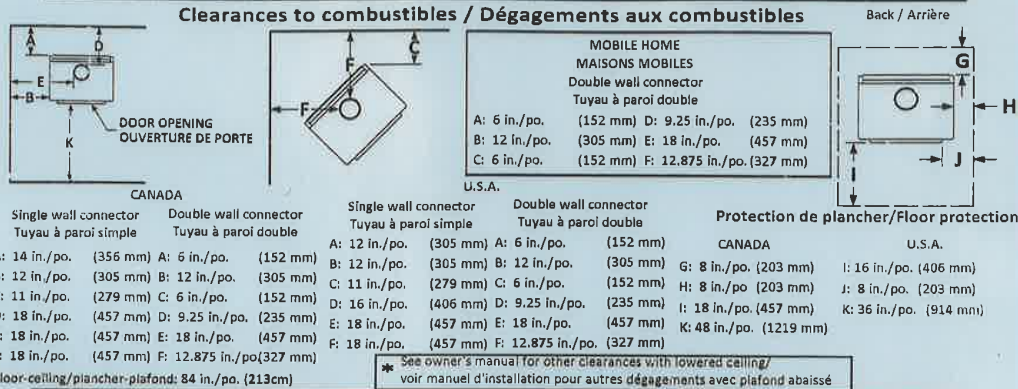 Clearances to combustibles / Dégagements aux combustibles
Back / Arrière
A
D
E
B
K
DOOR OPENING
OUVERTURE DE PORTE
F
C
F
MOBILE HOME
MAISONS MOBILES
Double wall connector
Tuyau à paroi double
A: 6 in./po. (152 mm) D: 9.25 in./po. (235 mm)
B: 12 in./po. (305 mm) E: 18 in./po. (457 mm)
C: 6 in./po. (152 mm) F: 12.875 in./po. (327 mm)
G
H
J
I
CANADA
Single wall connector
Tuyau à paroi simple
: 14 in./po. (356 mm)
: 12 in./po. (305 mm)
: 11 in./po. (279 mm)
: 18 in./po. (457 mm)
: 18 in./po. (457 mm)
: 18 in./po. (457 mm)
Double wall connector
Tuyau à paroi double
A: 6 in./po. (152 mm)
B: 12 in./po. (305 mm)
C: 6 in./po. (152 mm)
D: 9.25 in./po. (235 mm)
E: 18 in./po. (457 mm)
F: 12.875 in./po(327 mm)
loor-ceiling/plancher-plafond: 84 in./po. (213cm)
U.S.A.
Single wall connector
Tuyau à paroi simple
A: 12 in./po. (305 mm)
B: 12 in./po. (305 mm)
C: 11 in./po. (279 mm)
D: 16 in./po. (406 mm)
E: 18 in./po. (457 mm)
F: 18 in./po. (457 mm)
Double wall connector
Tuyau à paroi double
A: 6 in./po. (152 mm)
B: 12 in./po. (305 mm)
C: 6 in./po. (152 mm)
D: 9.25 in./po. (235 mm)
E: 18 in./po. (457 mm)
F: 12.875 in./po. (327 mm)
* See owner's manual for other clearances with lowered ceiling/
voir manuel d'installation pour autres dégagements avec plafond abaissé
Protection de plancher/Floor protection
CANADA
G: 8 in./po. (203 mm)
H: 8 in./po (203 mm)
I: 18 in./po. (457 mm)
K: 48 in./po. (1219 mm)
U.S.A.
I: 16 in./po. (406 mm)
J: 8 in./po. (203 mm)
K: 36 in./po. (914 mm)